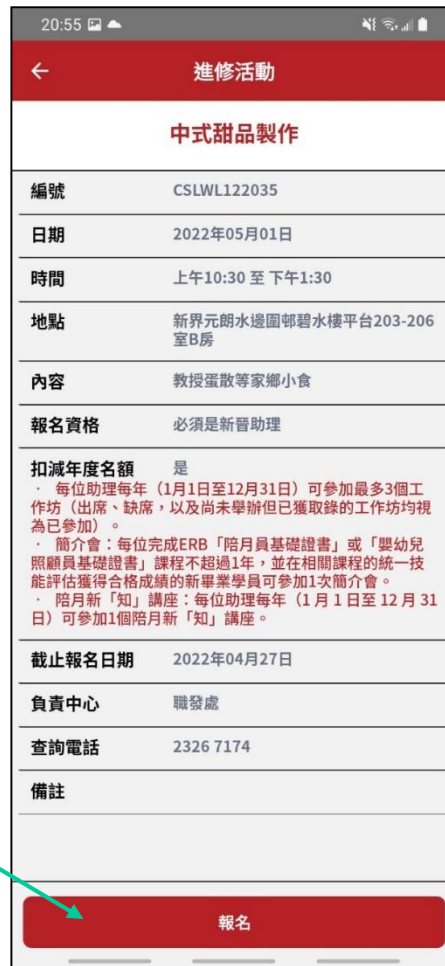 20:55
進修活動
中式甜品製作
編號 CSLWL122035
日期 2022年05月01日
時間 上午10:30 至 下午1:30
地點 新界元朗水邊圍邨碧水樓平台203-206
室B房
內容 教授蛋散等家鄉小食
報名資格 必須是新晉助理
扣減年度名額 是
· 每位助理每年（1月1日至12月31日）可參加最多3個工
作坊（出席、缺席，以及尚未舉辦但已獲取錄的工作坊均視
為已參加）。
· 簡介會：每位完成ERB「陪月員基礎證書」或「嬰幼兒
照顧員基礎證書」課程不超過1年，並在相關課程的統一技
能評估獲得合格成績的新畢業學員可參加1次簡介會。
· 陪月新「知」講座：每位助理每年（1 月 1 日至 12 月 31
日）可參加1個陪月新「知」講座。
截止報名日期 2022年04月27日
負責中心 職發處
查詢電話 2326 7174
備註
報名